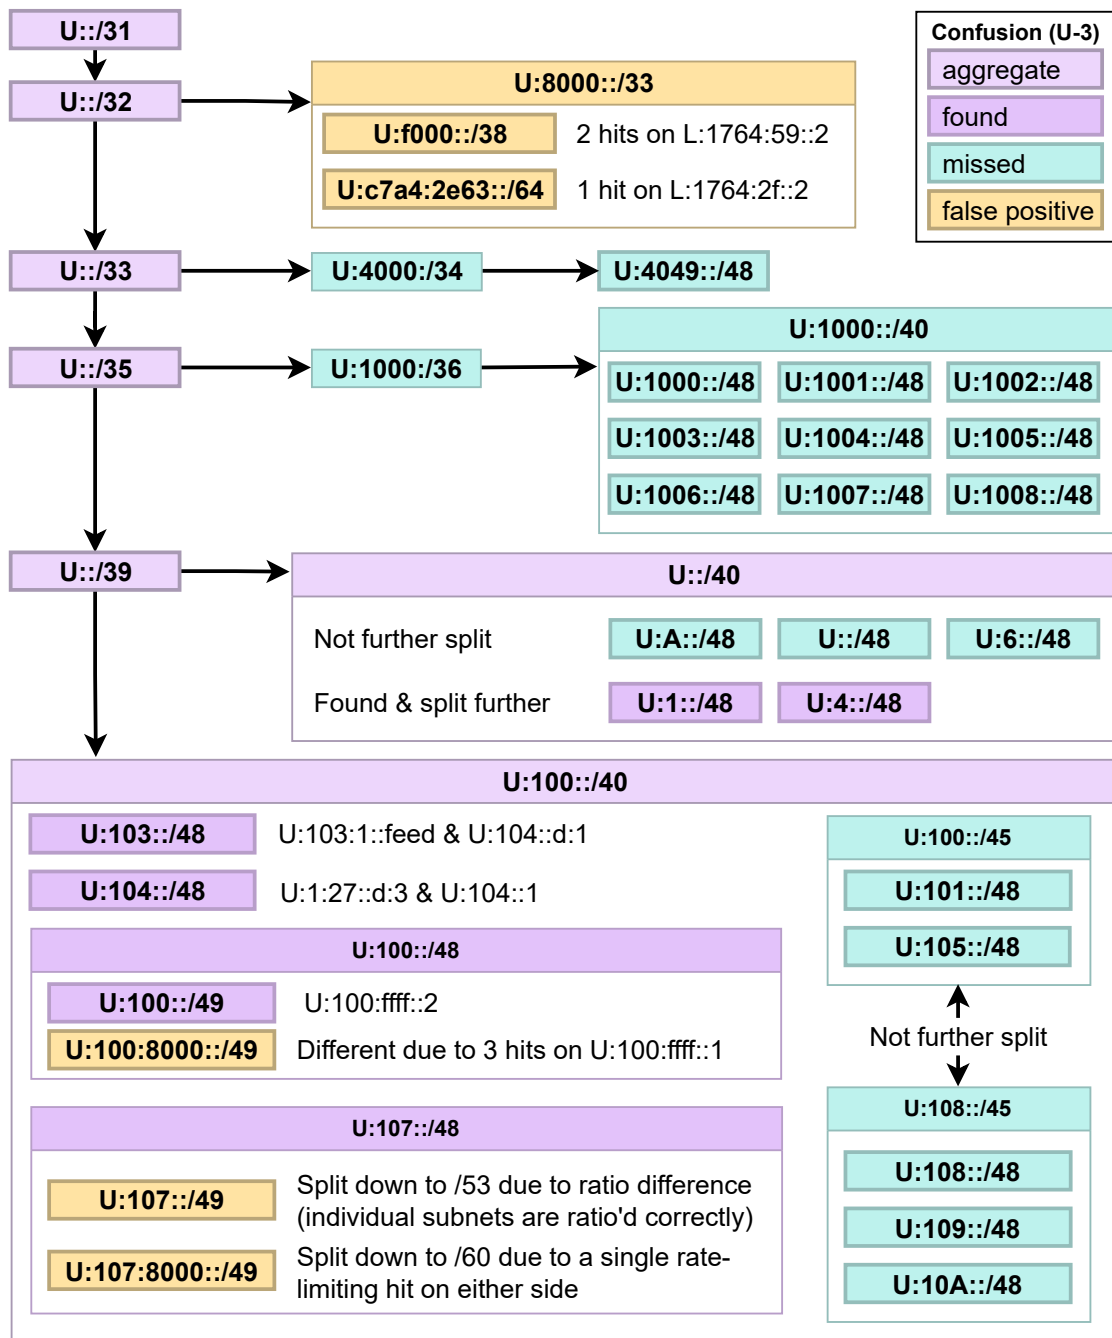 U::/31
Confusion (U-3)
aggregate
found
missed
false positive
U::/32
U:8000::/33
U:f000::/38
2 hits on L:1764:59::2
U:c7a4:2e63::/64
1 hit on L:1764:2f::2
U::/33
U:4000:/34
U:4049::/48
U::/35
U:1000:/36
U:1000::/40
U:1000::/48
U:1001::/48
U:1002::/48
U:1003::/48
U:1004::/48
U:1005::/48
U:1006::/48
U:1007::/48
U:1008::/48
U::/39
U::/40
Not further split
U:A::/48
U::/48
U:6::/48
Found & split further
U:1::/48
U:4::/48
U:100::/40
U:103::/48
U:103:1::feed & U:104::d:1
U:104::/48
U:1:27::d:3 & U:104::1
U:100::/48
U:100::/49
U:100:ffff::2
U:100:8000::/49
Different due to 3 hits on U:100:ffff::1
U:107::/48
U:107::/49
Split down to /53 due to ratio difference
(individual subnets are ratio'd correctly)
U:107:8000::/49
Split down to /60 due to a single rate-
limiting hit on either side
U:100::/45
U:101::/48
U:105::/48
Not further split
U:108::/45
U:108::/48
U:109::/48
U:10A::/48